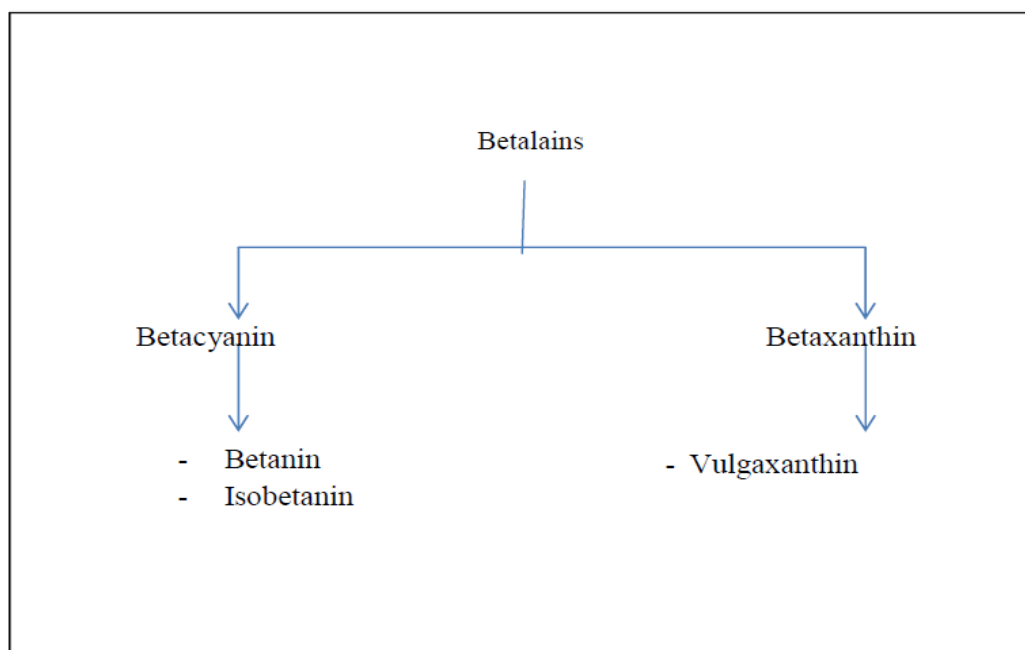 Betalains
Betacyanin
Betaxanthin
- Betanin
- Isobetanin
- Vulgaxanthin